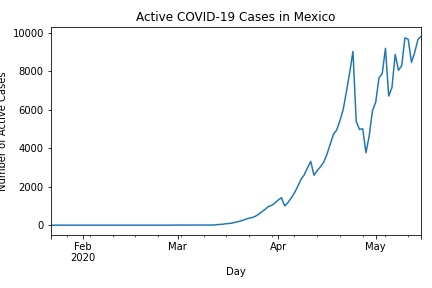 Active COVID-19 Cases in Mexico
Number of Active Cases
10000
8000
6000
4000
2000
0
Feb
2020
Mar
Apr
May
Day